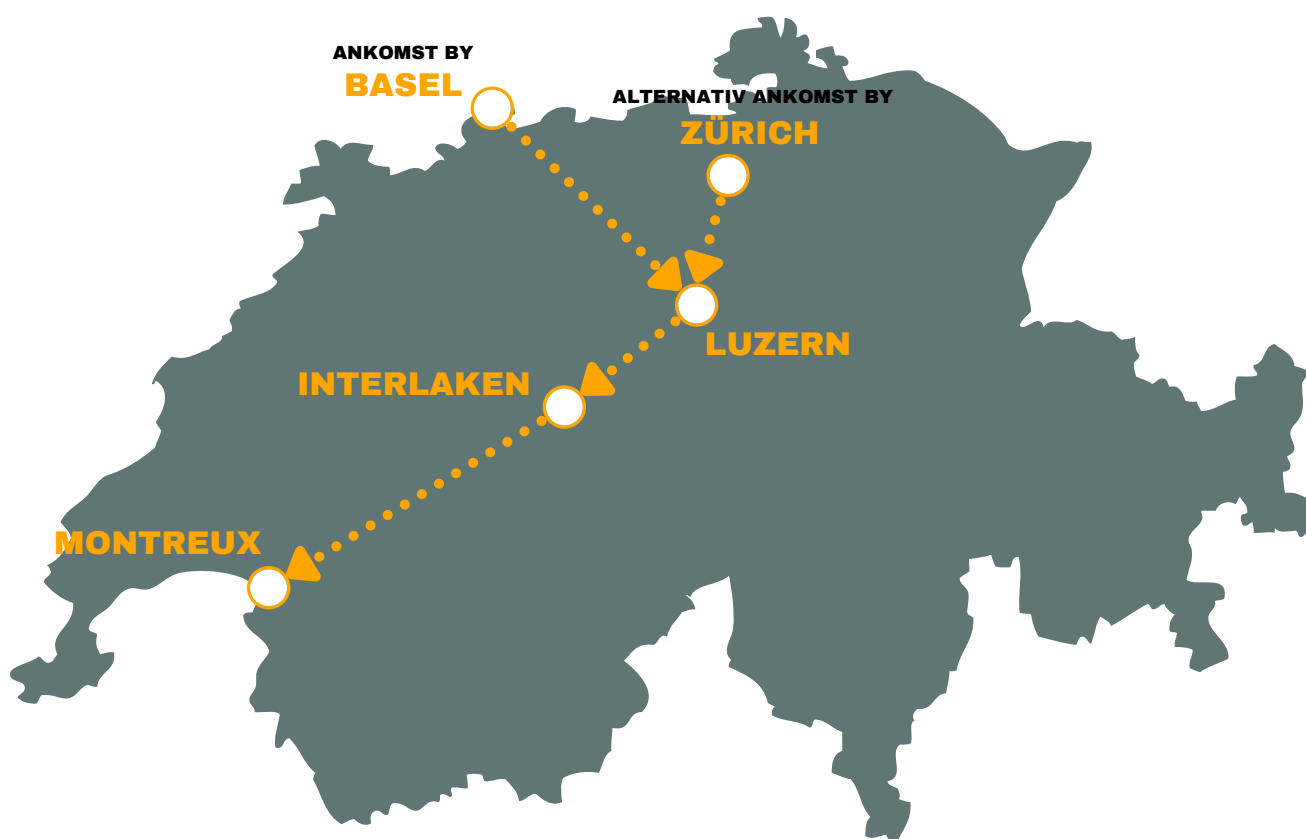 ANKOMST BY
BASEL
ALTERNATIV ANKOMST BY
ZÜRICH
LUZERN
INTERLAKEN
MONTREUX